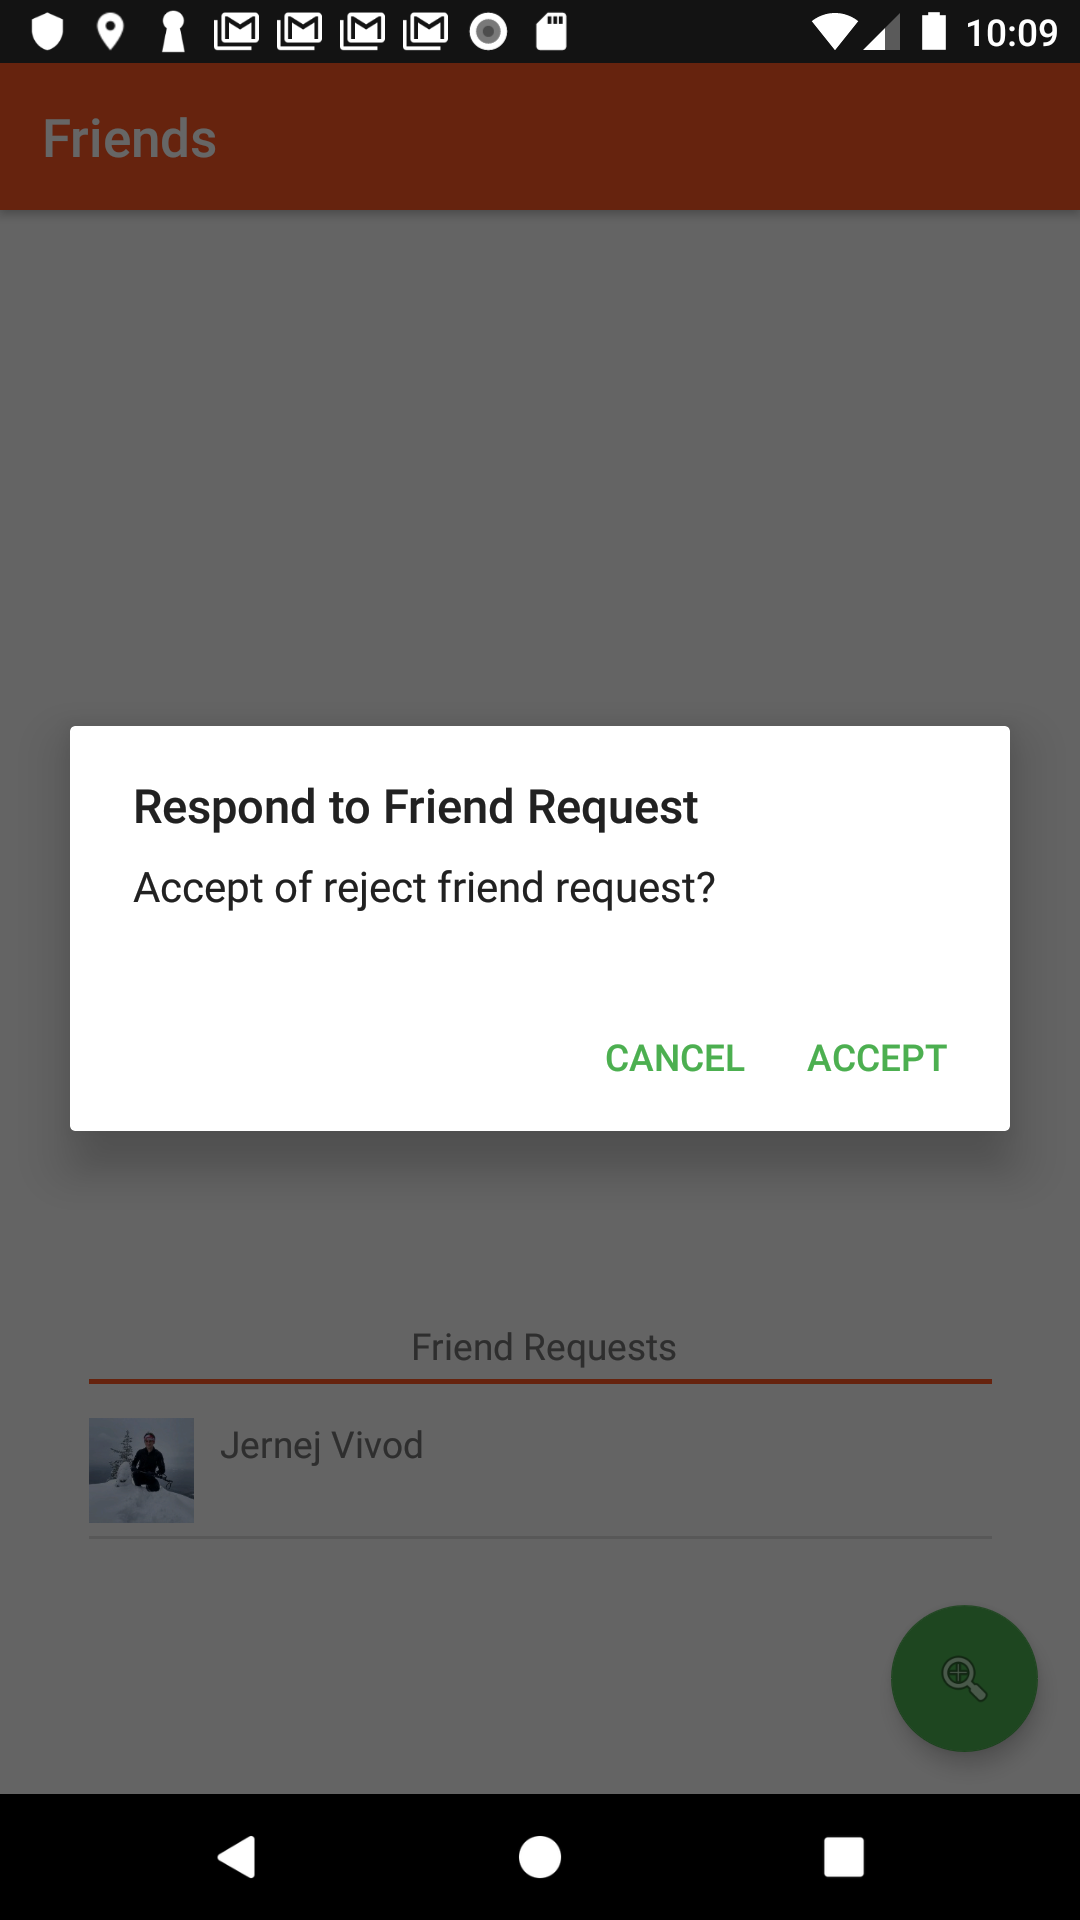 10:09
Friends
Respond to Friend Request
Accept of reject friend request?
CANCEL ACCEPT
Friend Requests
Jernej Vivod